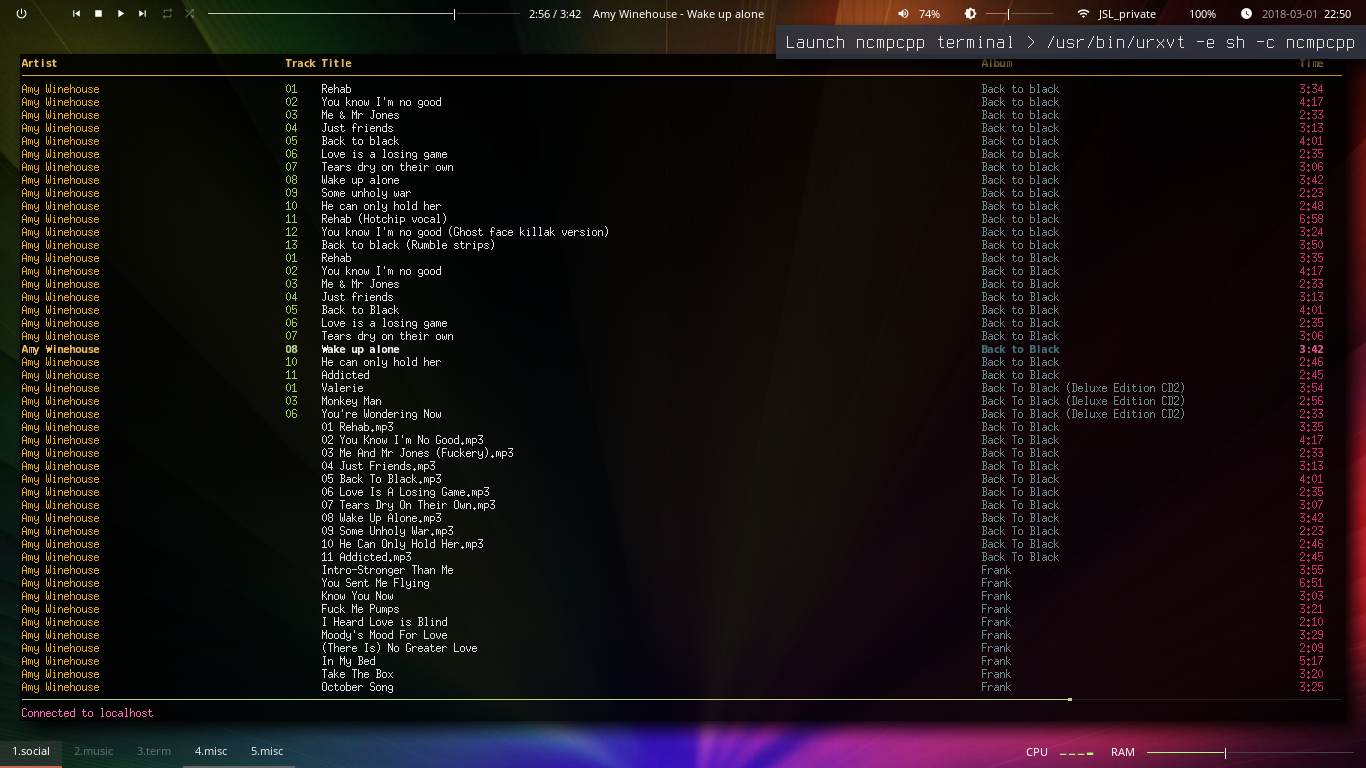 2:56 / 3:42 Amy Winehouse - Wake up alone 74% JSL_private 100% 2018-03-01 22:50
Launch ncmpcpp terminal > /usr/bin/urxvt -e sh -c ncmpcpp
Artist Track Title Album Time
Amy Winehouse 01 Rehab Back to black 3:34
Amy Winehouse 02 You know I'm no good Back to black 4:17
Amy Winehouse 03 Me & Mr Jones Back to black 2:33
Amy Winehouse 04 Just friends Back to black 3:13
Amy Winehouse 05 Back to black Back to black 4:01
Amy Winehouse 06 Love is a losing game Back to black 2:35
Amy Winehouse 07 Tears dry on their own Back to black 3:06
Amy Winehouse 08 Wake up alone Back to black 3:42
Amy Winehouse 09 Some unholy war Back to black 2:23
Amy Winehouse 10 He can only hold her Back to black 2:48
Amy Winehouse 11 Rehab (Hotchip vocal) Back to black 6:58
Amy Winehouse 12 You know I'm no good (Ghost face killak version) Back to black 3:24
Amy Winehouse 13 Back to black (Rumble strips) Back to black 3:50
Amy Winehouse 01 Rehab Back to Black 3:35
Amy Winehouse 02 You know I'm no good Back to Black 4:17
Amy Winehouse 03 Me & Mr Jones Back to Black 2:33
Amy Winehouse 04 Just friends Back to Black 3:13
Amy Winehouse 05 Back to Black Back to Black 4:01
Amy Winehouse 06 Love is a losing game Back to Black 2:35
Amy Winehouse 07 Tears dry on their own Back to Black 3:06
Amy Winehouse 08 Wake up alone Back to Black 3:42
Amy Winehouse 10 He can only hold her Back to Black 2:46
Amy Winehouse 11 Addicted Back to Black 2:45
Amy Winehouse 01 Valerie Back To Black (Deluxe Edition CD2) 3:54
Amy Winehouse 03 Monkey Man Back To Black (Deluxe Edition CD2) 2:56
Amy Winehouse 06 You're Wondering Now Back To Black (Deluxe Edition CD2) 2:33
Amy Winehouse 01 Rehab.mp3 Back To Black 3:35
Amy Winehouse 02 You Know I'm No Good.mp3 Back To Black 4:17
Amy Winehouse 03 Me And Mr Jones (Fuckery).mp3 Back To Black 2:33
Amy Winehouse 04 Just Friends.mp3 Back To Black 3:13
Amy Winehouse 05 Back To Black.mp3 Back To Black 4:01
Amy Winehouse 06 Love Is A Losing Game.mp3 Back To Black 2:35
Amy Winehouse 07 Tears Dry On Their Own.mp3 Back To Black 3:07
Amy Winehouse 08 Wake Up Alone.mp3 Back To Black 3:42
Amy Winehouse 09 Some Unholy War.mp3 Back To Black 2:23
Amy Winehouse 10 He Can Only Hold Her.mp3 Back To Black 2:46
Amy Winehouse 11 Addicted.mp3 Back To Black 2:45
Amy Winehouse Intro-Stronger Than Me Frank 3:55
Amy Winehouse You Sent Me Flying Frank 6:51
Amy Winehouse Know You Now Frank 3:03
Amy Winehouse Fuck Me Pumps Frank 3:21
Amy Winehouse I Heard Love is Blind Frank 2:10
Amy Winehouse Moody's Mood For Love Frank 3:29
Amy Winehouse (There Is) No Greater Love Frank 2:09
Amy Winehouse In My Bed Frank 5:17
Amy Winehouse Take The Box Frank 3:20
Amy Winehouse October Song Frank 3:25
Connected to localhost
1.social 2.music 3.term 4.misc 5.misc CPU RAM